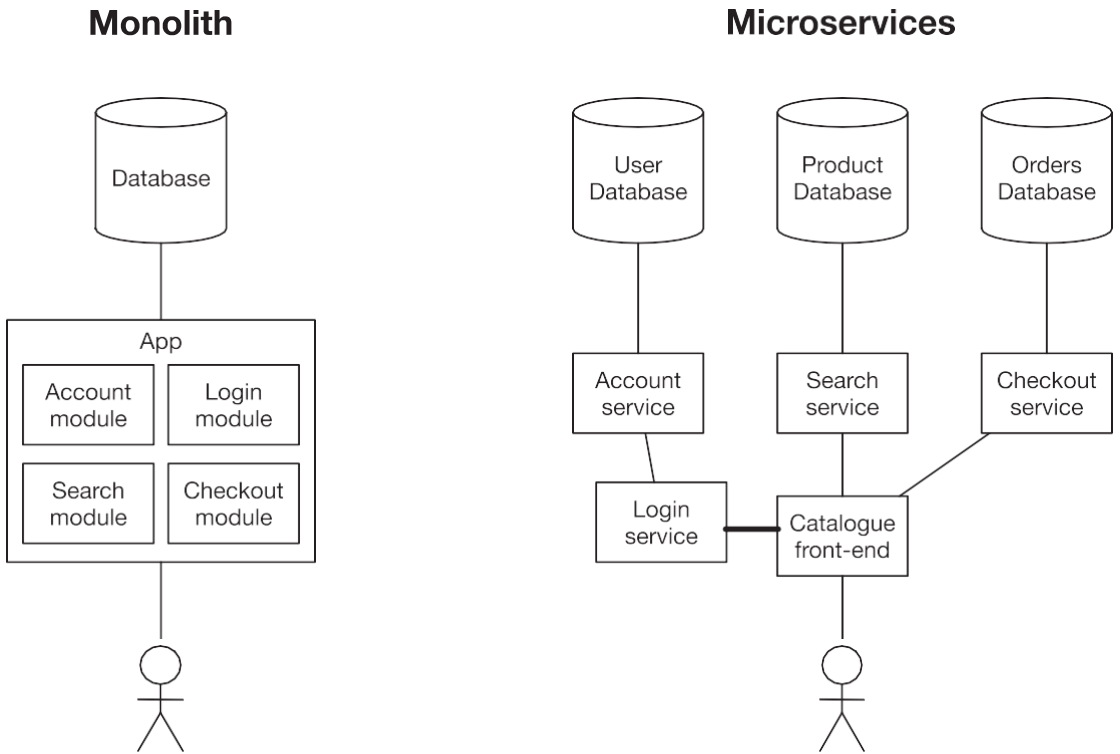 Monolith
Database
App
Account
module
Login
module
Search
module
Checkout
module
Microservices
User
Database
Product
Database
Orders
Database
Account
service
Search
service
Checkout
service
Login
service
Catalogue
front-end